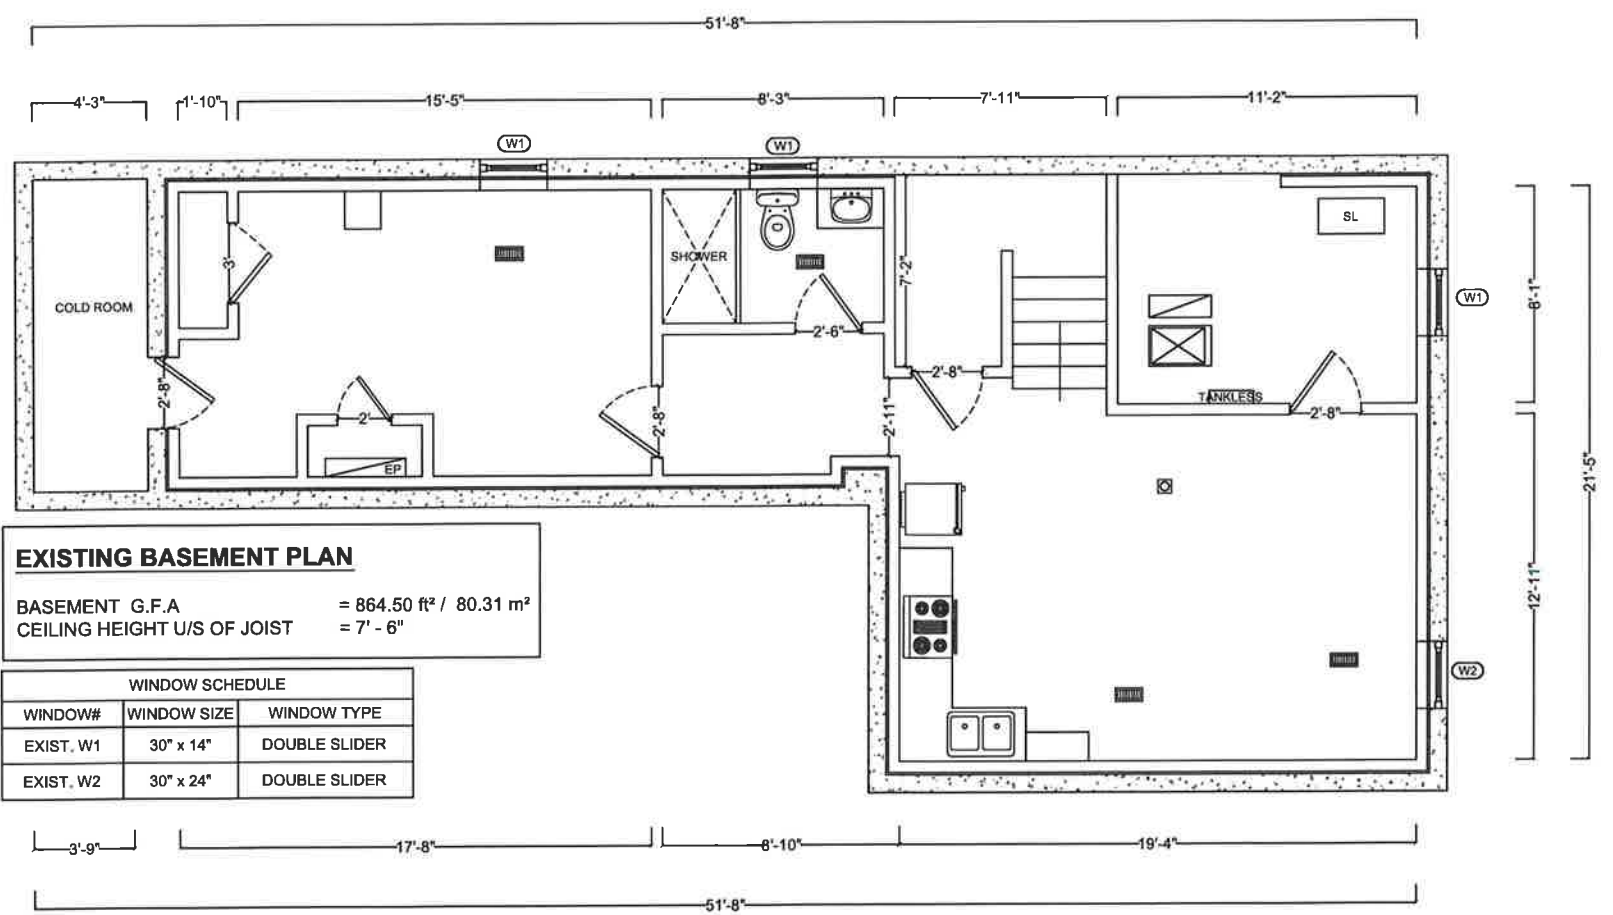 51'-8"
4'-3" 1'-10" 15'-5" 8'-3" 7'-11" 11'-2"
W1 W1
SL
SHOWER
3'
7'-2"
COLD ROOM
W1
8'-1"
2'-6"
2'-8"
2'-8"
TANKLESS
2'-8"
2'
2'-8"
2'-11"
EP
21'-5"
EXISTING BASEMENT PLAN
BASEMENT G.F.A = 864.50 ft² / 80.31 m²
CEILING HEIGHT U/S OF JOIST = 7' - 6"
12'-11"
W2
WINDOW SCHEDULE
WINDOW# WINDOW SIZE WINDOW TYPE
EXIST. W1 30" x 14" DOUBLE SLIDER
EXIST. W2 30" x 24" DOUBLE SLIDER
3'-9" 17'-8" 8'-10" 19'-4"
51'-8"